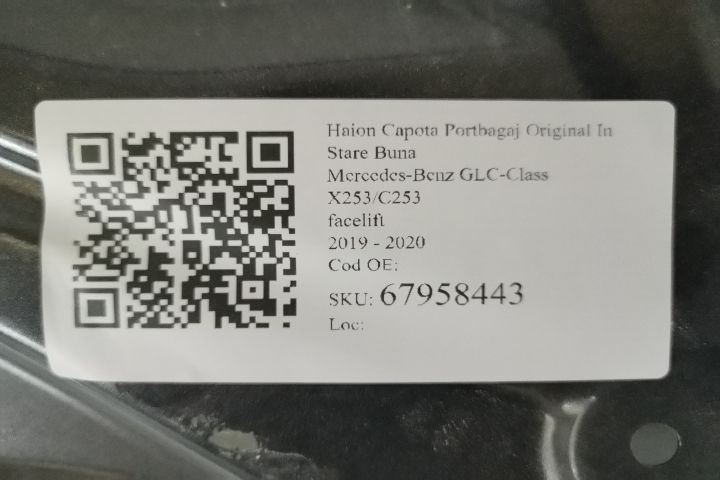 Haion Capota Portbagaj Original In
Stare Buna
Mercedes-Benz GLC-Class
X253/C253
facelift
2019 - 2020
Cod OE:
SKU: 67958443
Loc: